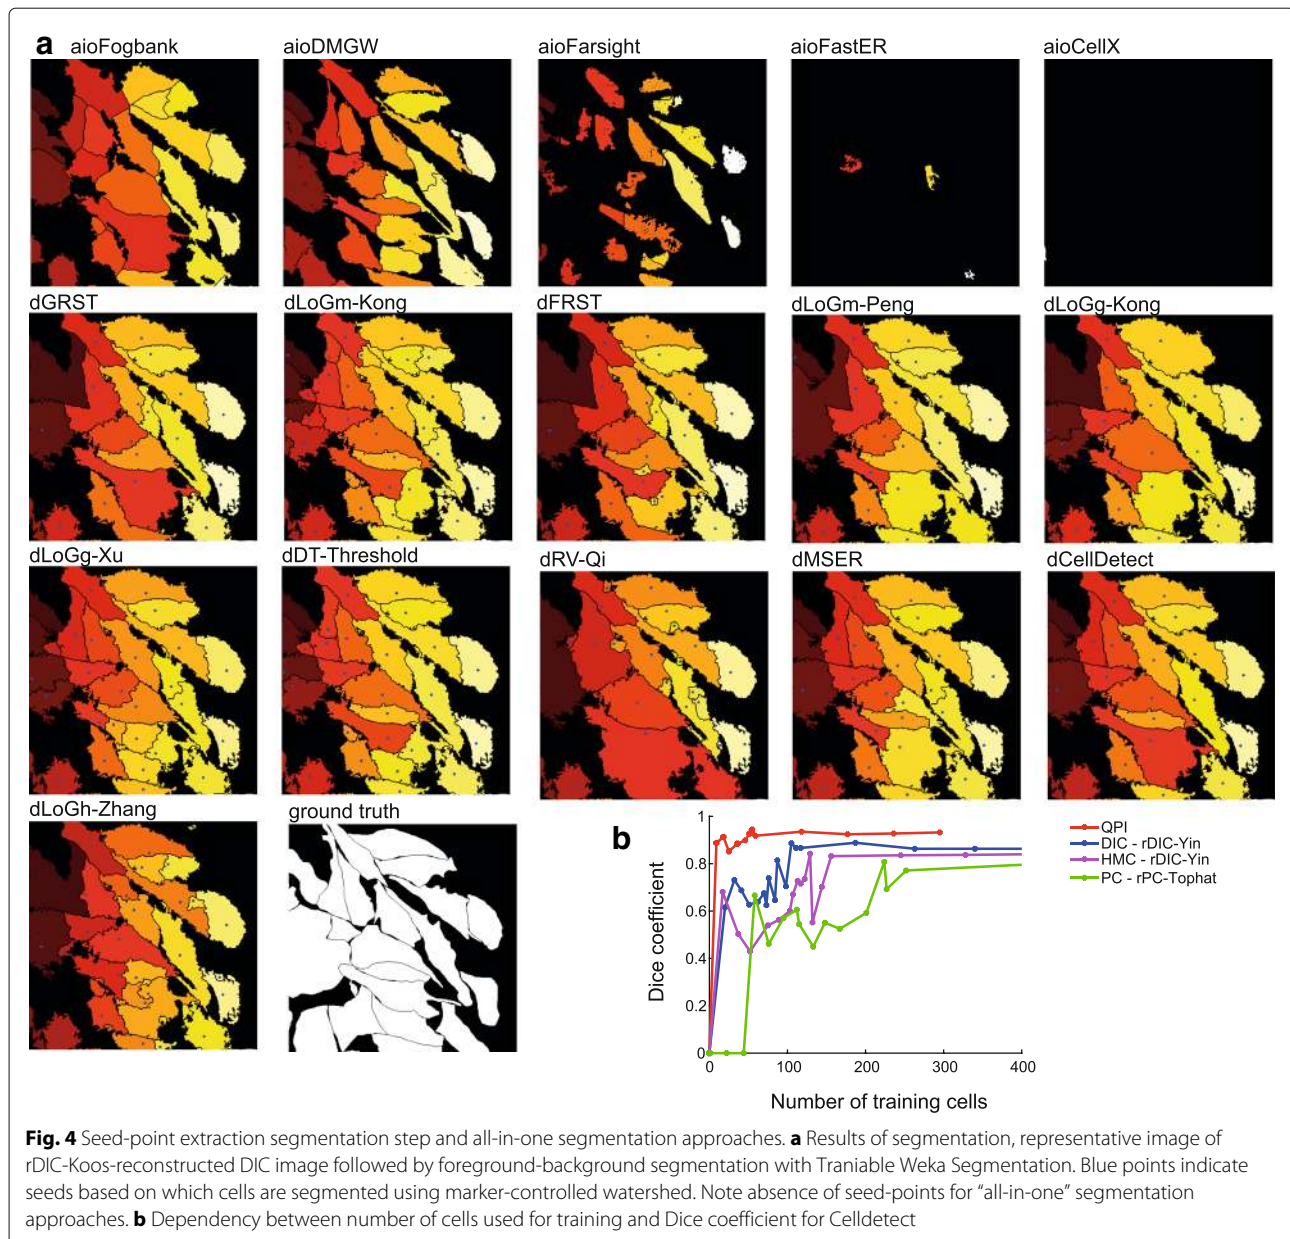 a
aioFogbank aioDMGW aioFarsight aioFastER aioCellX
dGRST dLoGm-Kong dFRST dLoGm-Peng dLoGg-Kong
dLoGg-Xu dDT-Threshold dRV-Qi dMSER dCellDetect
dLoGh-Zhang ground truth
b
1
0.8
0.6
0.4
0.2
0
Dice coefficient
0 100 200 300 400
Number of training cells
QPI
DIC - rDIC-Yin
HMC - rDIC-Yin
PC - rPC-Tophat
Fig. 4 Seed-point extraction segmentation step and all-in-one segmentation approaches. a Results of segmentation, representative image of
rDIC-Koos-reconstructed DIC image followed by foreground-background segmentation with Traniable Weka Segmentation. Blue points indicate
seeds based on which cells are segmented using marker-controlled watershed. Note absence of seed-points for “all-in-one” segmentation
approaches. b Dependency between number of cells used for training and Dice coefficient for Celldetect